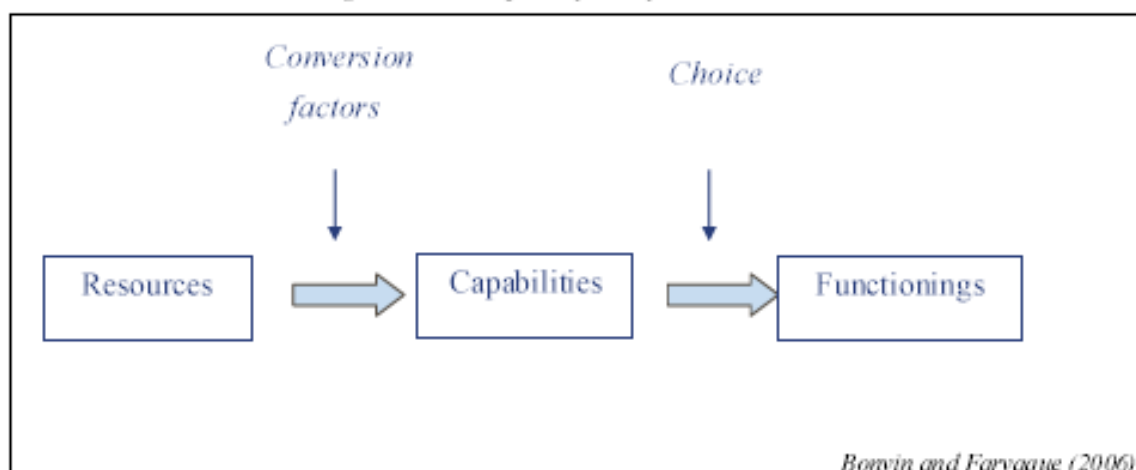 Conversion
factors
Choice
Resources
Capabilities
Functionings
Bonvin and Farvaque (2006)